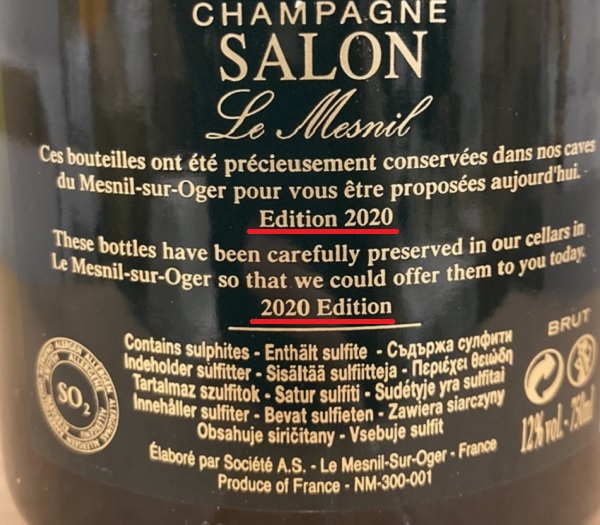 CHAMPAGNE
SALON
Le Mesnil
Ces bouteilles ont été précieusement conservées dans nos caves
du Mesnil-sur-Oger pour vous être proposées aujourd'hui.
Edition 2020
These bottles have been carefully preserved in our cellars in
Le Mesnil-sur-Oger so that we could offer them to you today.
2020 Edition
BRUT
Contains sulphites - Enthält sulfite - Съдържа сулфити
Indeholder sulfitter - Sisältää sulfiitteja - Περιέχει θειώδη
Tartalmaz szulfitok - Satur sulfiti - Sudėtyje yra sulfitai
Innehåller sulfiter - Bevat sulfieten - Zawiera siarczyny
Obsahuje siričitany - Vsebuje sulfit
SO2
12% vol. - 750ml
Élaboré par Société A.S. - Le Mesnil-Sur-Oger - France
Produce of France - NM-300-001